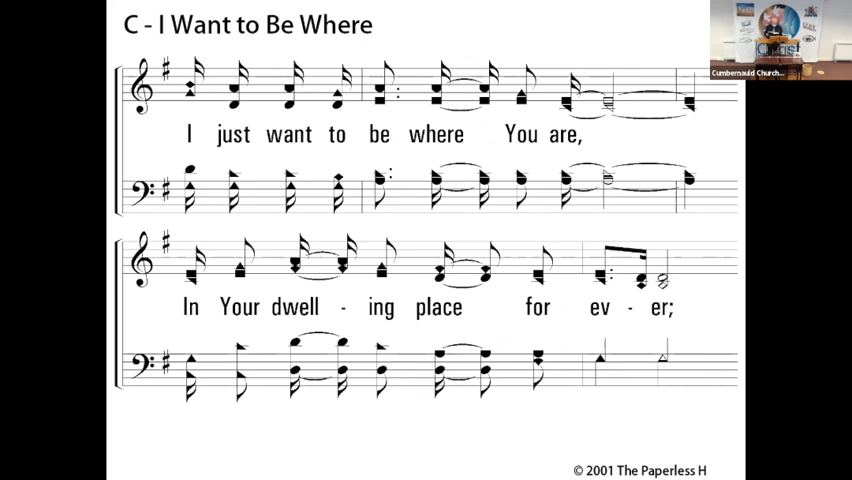 C - I Want to Be Where
Cumbernauld Church...
I just want to be where You are,
In Your dwell - ing place for ev - er;
© 2001 The Paperless H